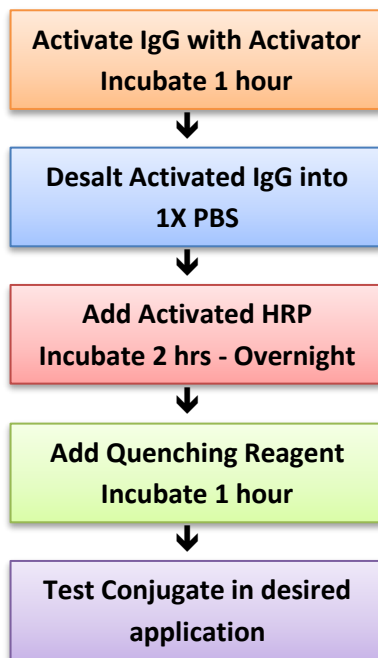 Activate IgG with Activator
Incubate 1 hour
Desalt Activated IgG into
1X PBS
Add Activated HRP
Incubate 2 hrs - Overnight
Add Quenching Reagent
Incubate 1 hour
Test Conjugate in desired
application